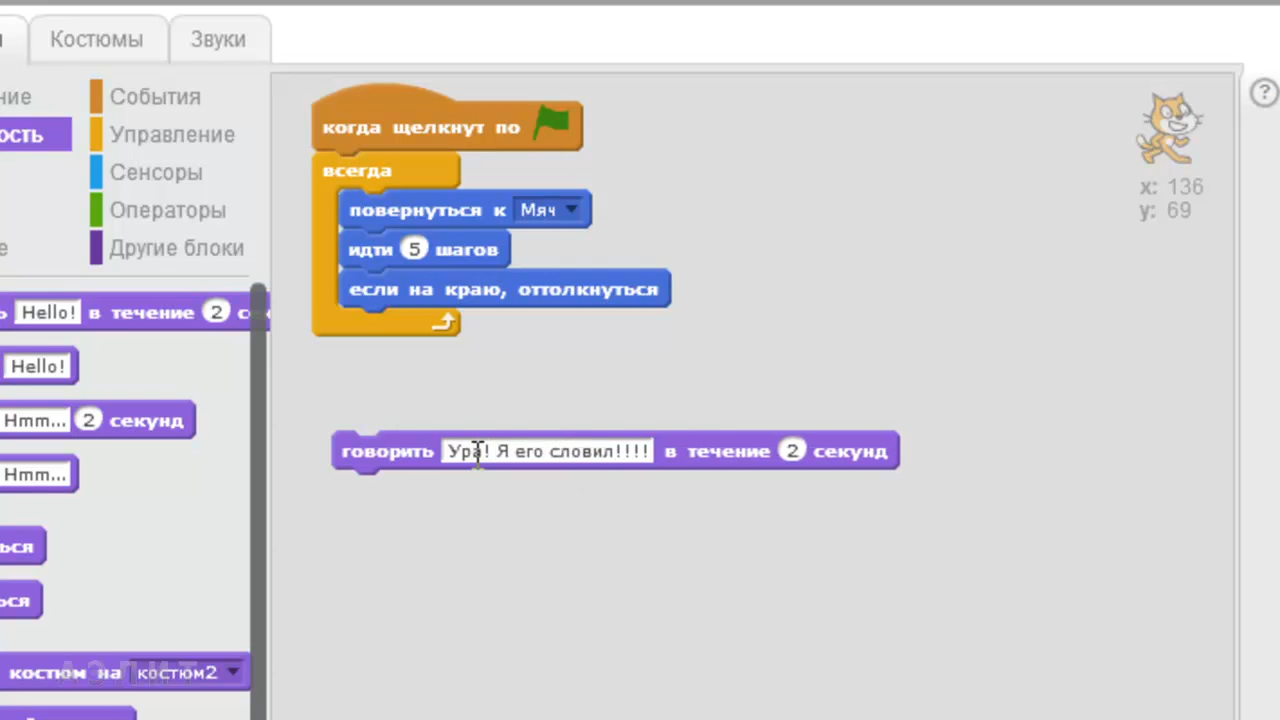 Костюмы
Звуки
ние
События
ость
Управление
Сенсоры
Операторы
е
Другие блоки
ь Hello! в течение 2 се
Hello!
Hmm... 2 секунд
Hmm...
ься
ься
костюм на костюм2
АЭЛИТ
когда щелкнут по
всегда
повернуться к Мяч
идти 5 шагов
если на краю, оттолкнуться
говорить Ура! Я его словил!!!! в течение 2 секунд
x: 136
y: 69
?